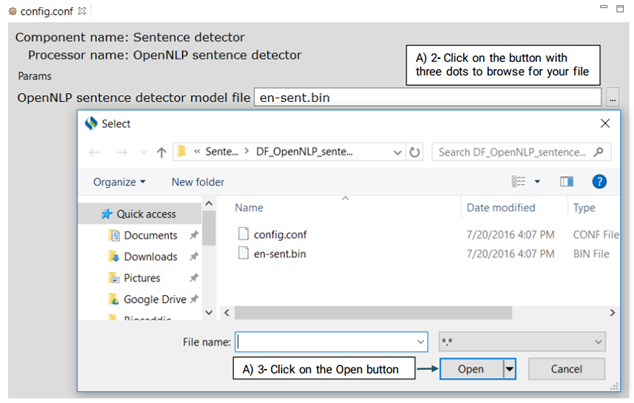 config.conf
Component name: Sentence detector
Processor name: OpenNLP sentence detector
Params
A) 2- Click on the button with
three dots to browse for your file
OpenNLP sentence detector model file en-sent.bin ...
Select
« Sente... > DF_OpenNLP_sente... Search DF_OpenNLP_sentence...
Organize New folder
Quick access
Documents
Downloads
Pictures
Google Drive
Name Date modified Type
config.conf 7/20/2016 4:07 PM CONF File
en-sent.bin 7/20/2016 4:07 PM BIN File
File name: *.*
A) 3- Click on the Open button
Open Cancel